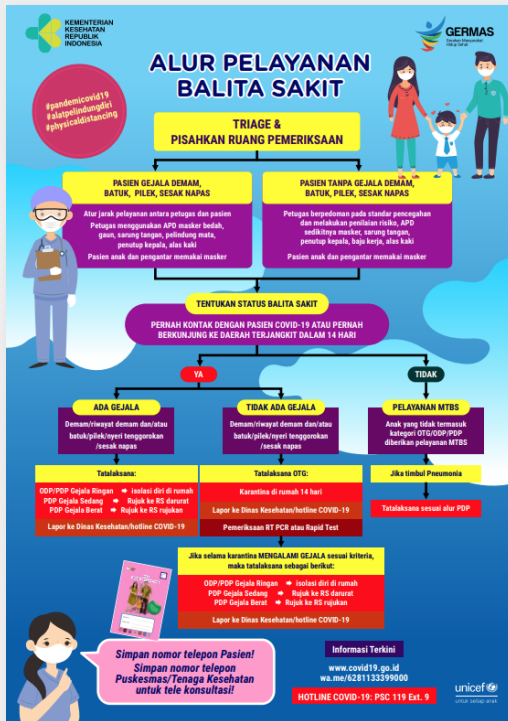 KEMENTERIAN
KESEHATAN
REPUBLIK
INDONESIA
GERMAS
Gerakan Masyarakat
Hidup Sehat
ALUR PELAYANAN
BALITA SAKIT
#pandemicovid19
#alatpelindungdiri
#physicaldistancing
TRIAGE &
PISAHKAN RUANG PEMERIKSAAN
PASIEN GEJALA DEMAM,
BATUK, PILEK, SESAK NAPAS
Atur jarak pelayanan antara petugas dan pasien
Petugas menggunakan APD masker bedah,
gaun, sarung tangan, pelindung mata,
penutup kepala, alas kaki
Pasien anak dan pengantar memakai masker
PASIEN TANPA GEJALA DEMAM,
BATUK, PILEK, SESAK NAPAS
Petugas berpedoman pada standar pencegahan
dan melakukan penilaian risiko, APD
sedikitnya masker, sarung tangan,
penutup kepala, baju kerja, alas kaki
Pasien anak dan pengantar memakai masker
TENTUKAN STATUS BALITA SAKIT
PERNAH KONTAK DENGAN PASIEN COVID-19 ATAU PERNAH
BERKUNJUNG KE DAERAH TERJANGKIT DALAM 14 HARI
YA
TIDAK
ADA GEJALA
Demam/riwayat demam dan/atau
batuk/pilek/nyeri tenggorokan
/sesak napas
Tatalaksana:
ODP/PDP Gejala Ringan ➡ isolasi diri di rumah
PDP Gejala Sedang ➡ Rujuk ke RS darurat
PDP Gejala Berat ➡ Rujuk ke RS rujukan
Lapor ke Dinas Kesehatan/hotline COVID-19
TIDAK ADA GEJALA
Demam/riwayat demam dan/atau
batuk/pilek/nyeri tenggorokan
/sesak napas
Tatalaksana OTG:
Karantina di rumah 14 hari
Lapor ke Dinas Kesehatan/hotline COVID-19
Pemeriksaan RT PCR atau Rapid Test
PELAYANAN MTBS
Anak yang tidak termasuk
kategori OTG/ODP/PDP
diberikan pelayanan MTBS
Jika timbul Pneumonia
Tatalaksana sesuai alur PDP
Jika selama karantina MENGALAMI GEJALA sesuai kriteria,
maka tatalaksana sebagai berikut:
ODP/PDP Gejala Ringan ➡ isolasi diri di rumah
PDP Gejala Sedang ➡ Rujuk ke RS darurat
PDP Gejala Berat ➡ Rujuk ke RS rujukan
Lapor ke Dinas Kesehatan/hotline COVID-19
Simpan nomor telepon Pasien!
Simpan nomor telepon
Puskesmas/Tenaga Kesehatan
untuk tele konsultasi!
Informasi Terkini
www.covid19.go.id
wa.me/6281133399000
HOTLINE COVID-19: PSC 119 Ext. 9
unicef
untuk setiap anak